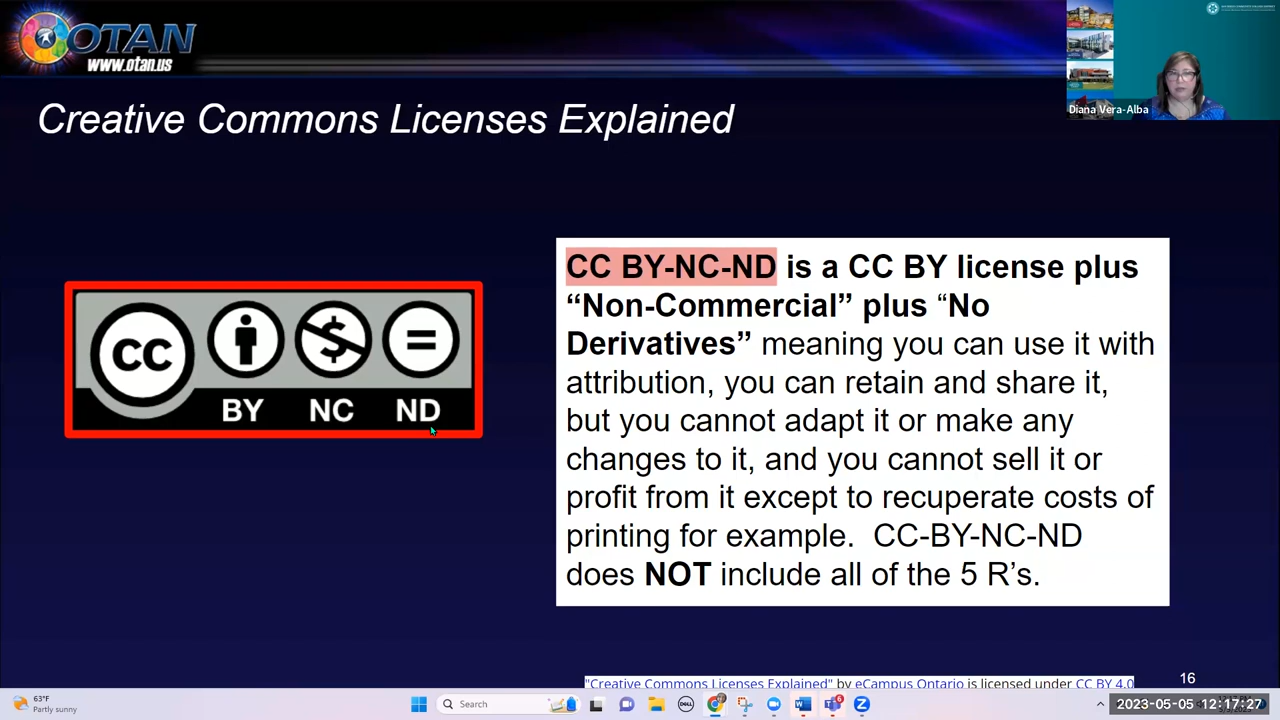 OTAN
www.otan.us
Diana Vera-Alba
Creative Commons Licenses Explained
CC BY-NC-ND is a CC BY license plus
“Non-Commercial” plus “No
Derivatives” meaning you can use it with
attribution, you can retain and share it,
but you cannot adapt it or make any
changes to it, and you cannot sell it or
profit from it except to recuperate costs of
printing for example.  CC-BY-NC-ND
does NOT include all of the 5 R’s.
CC
BY NC ND
"Creative Commons Licenses Explained" by eCampus Ontario is licensed under CC BY 4.0
16
63°F
Partly sunny
Search
DELL
6
2023-05-05 12:17:27